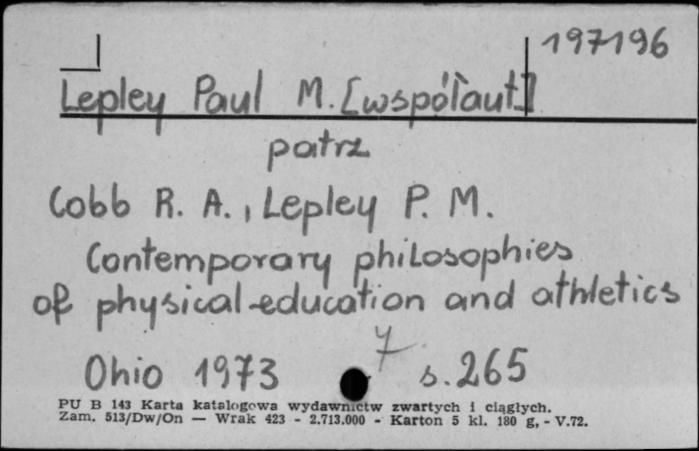 197196
Lepley Paul M. [współaut.]
patrz
Cobb R. A., Lepley P. M.
Contemporary philosophies
of physical education and athletics
Ohio 1973 s. 265
PU B 143 Karta katalogowa wydawnictw zwartych i ciągłych.
Zam. 513/Dw/On — Wrak 423 - 2.713.000 - Karton 5 kl. 180 g, - V.72.